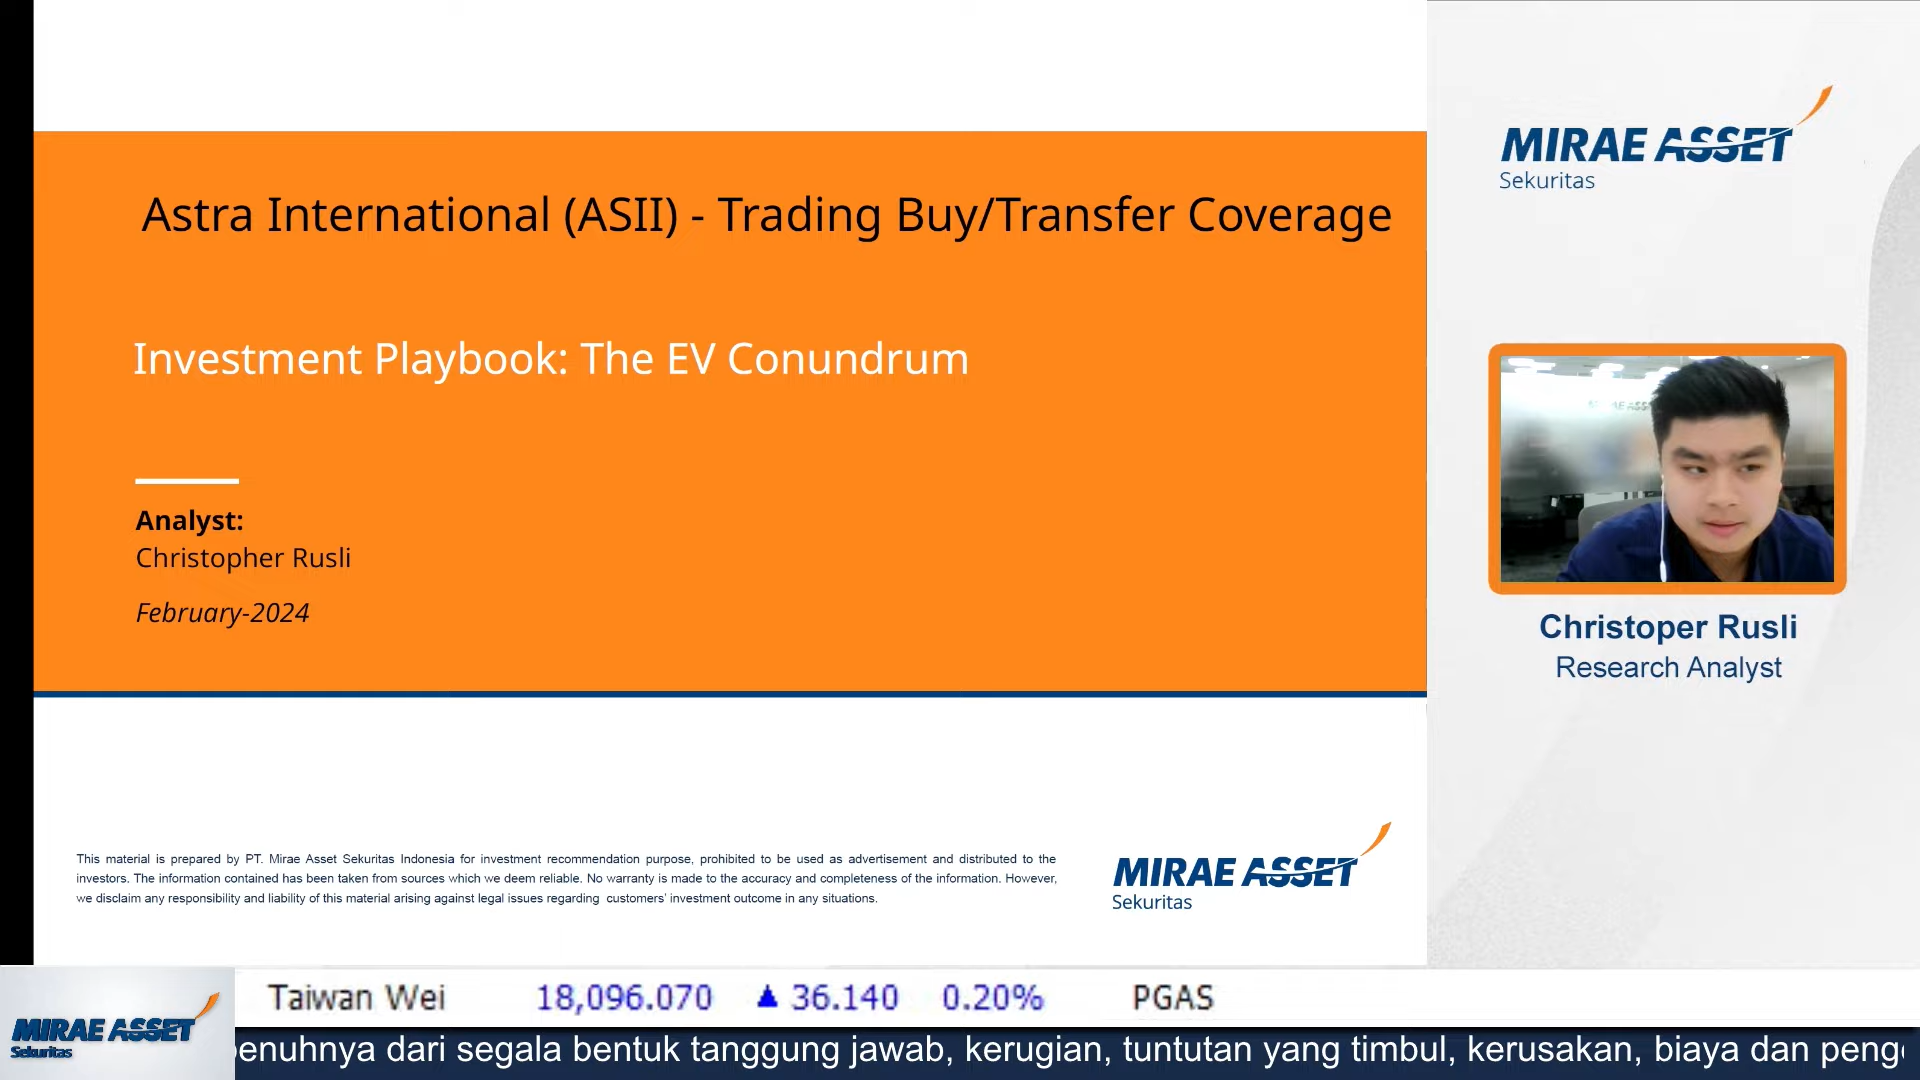 Astra International (ASII) - Trading Buy/Transfer Coverage
Investment Playbook: The EV Conundrum
Analyst:
Christopher Rusli
February-2024
This material is prepared by PT. Mirae Asset Sekuritas Indonesia for investment recommendation purpose, prohibited to be used as advertisement and distributed to the
investors. The information contained has been taken from sources which we deem reliable. No warranty is made to the accuracy and completeness of the information. However,
we disclaim any responsibility and liability of this material arising against legal issues regarding customers' investment outcome in any situations.
MIRAE ASSET
Sekuritas
MIRAE ASSET
Sekuritas
Christoper Rusli
Research Analyst
Taiwan Wei 18,096.070 ▲ 36.140 0.20% PGAS
MIRAE ASSET
Sekuritas
enuhnya dari segala bentuk tanggung jawab, kerugian, tuntutan yang timbul, kerusakan, biaya dan peng